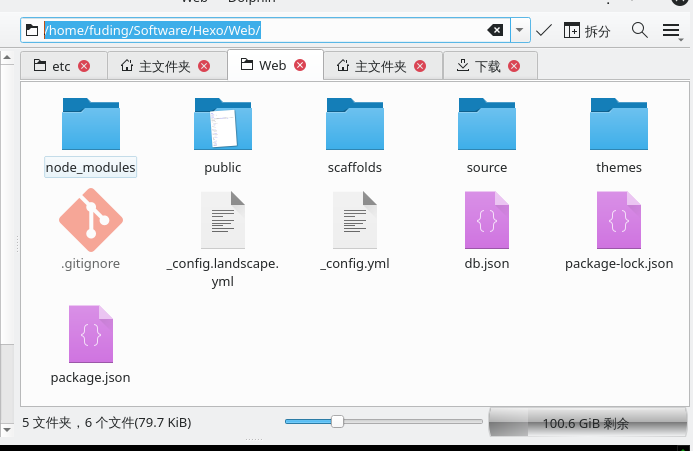 /home/fuding/Software/Hexo/Web/
拆分
etc
主文件夹
Web
主文件夹
下载
node_modules
public
scaffolds
source
themes
.gitignore
_config.landscape.
yml
_config.yml
db.json
package-lock.json
package.json
5 文件夹，6 个文件(79.7 KiB)
100.6 GiB 剩余